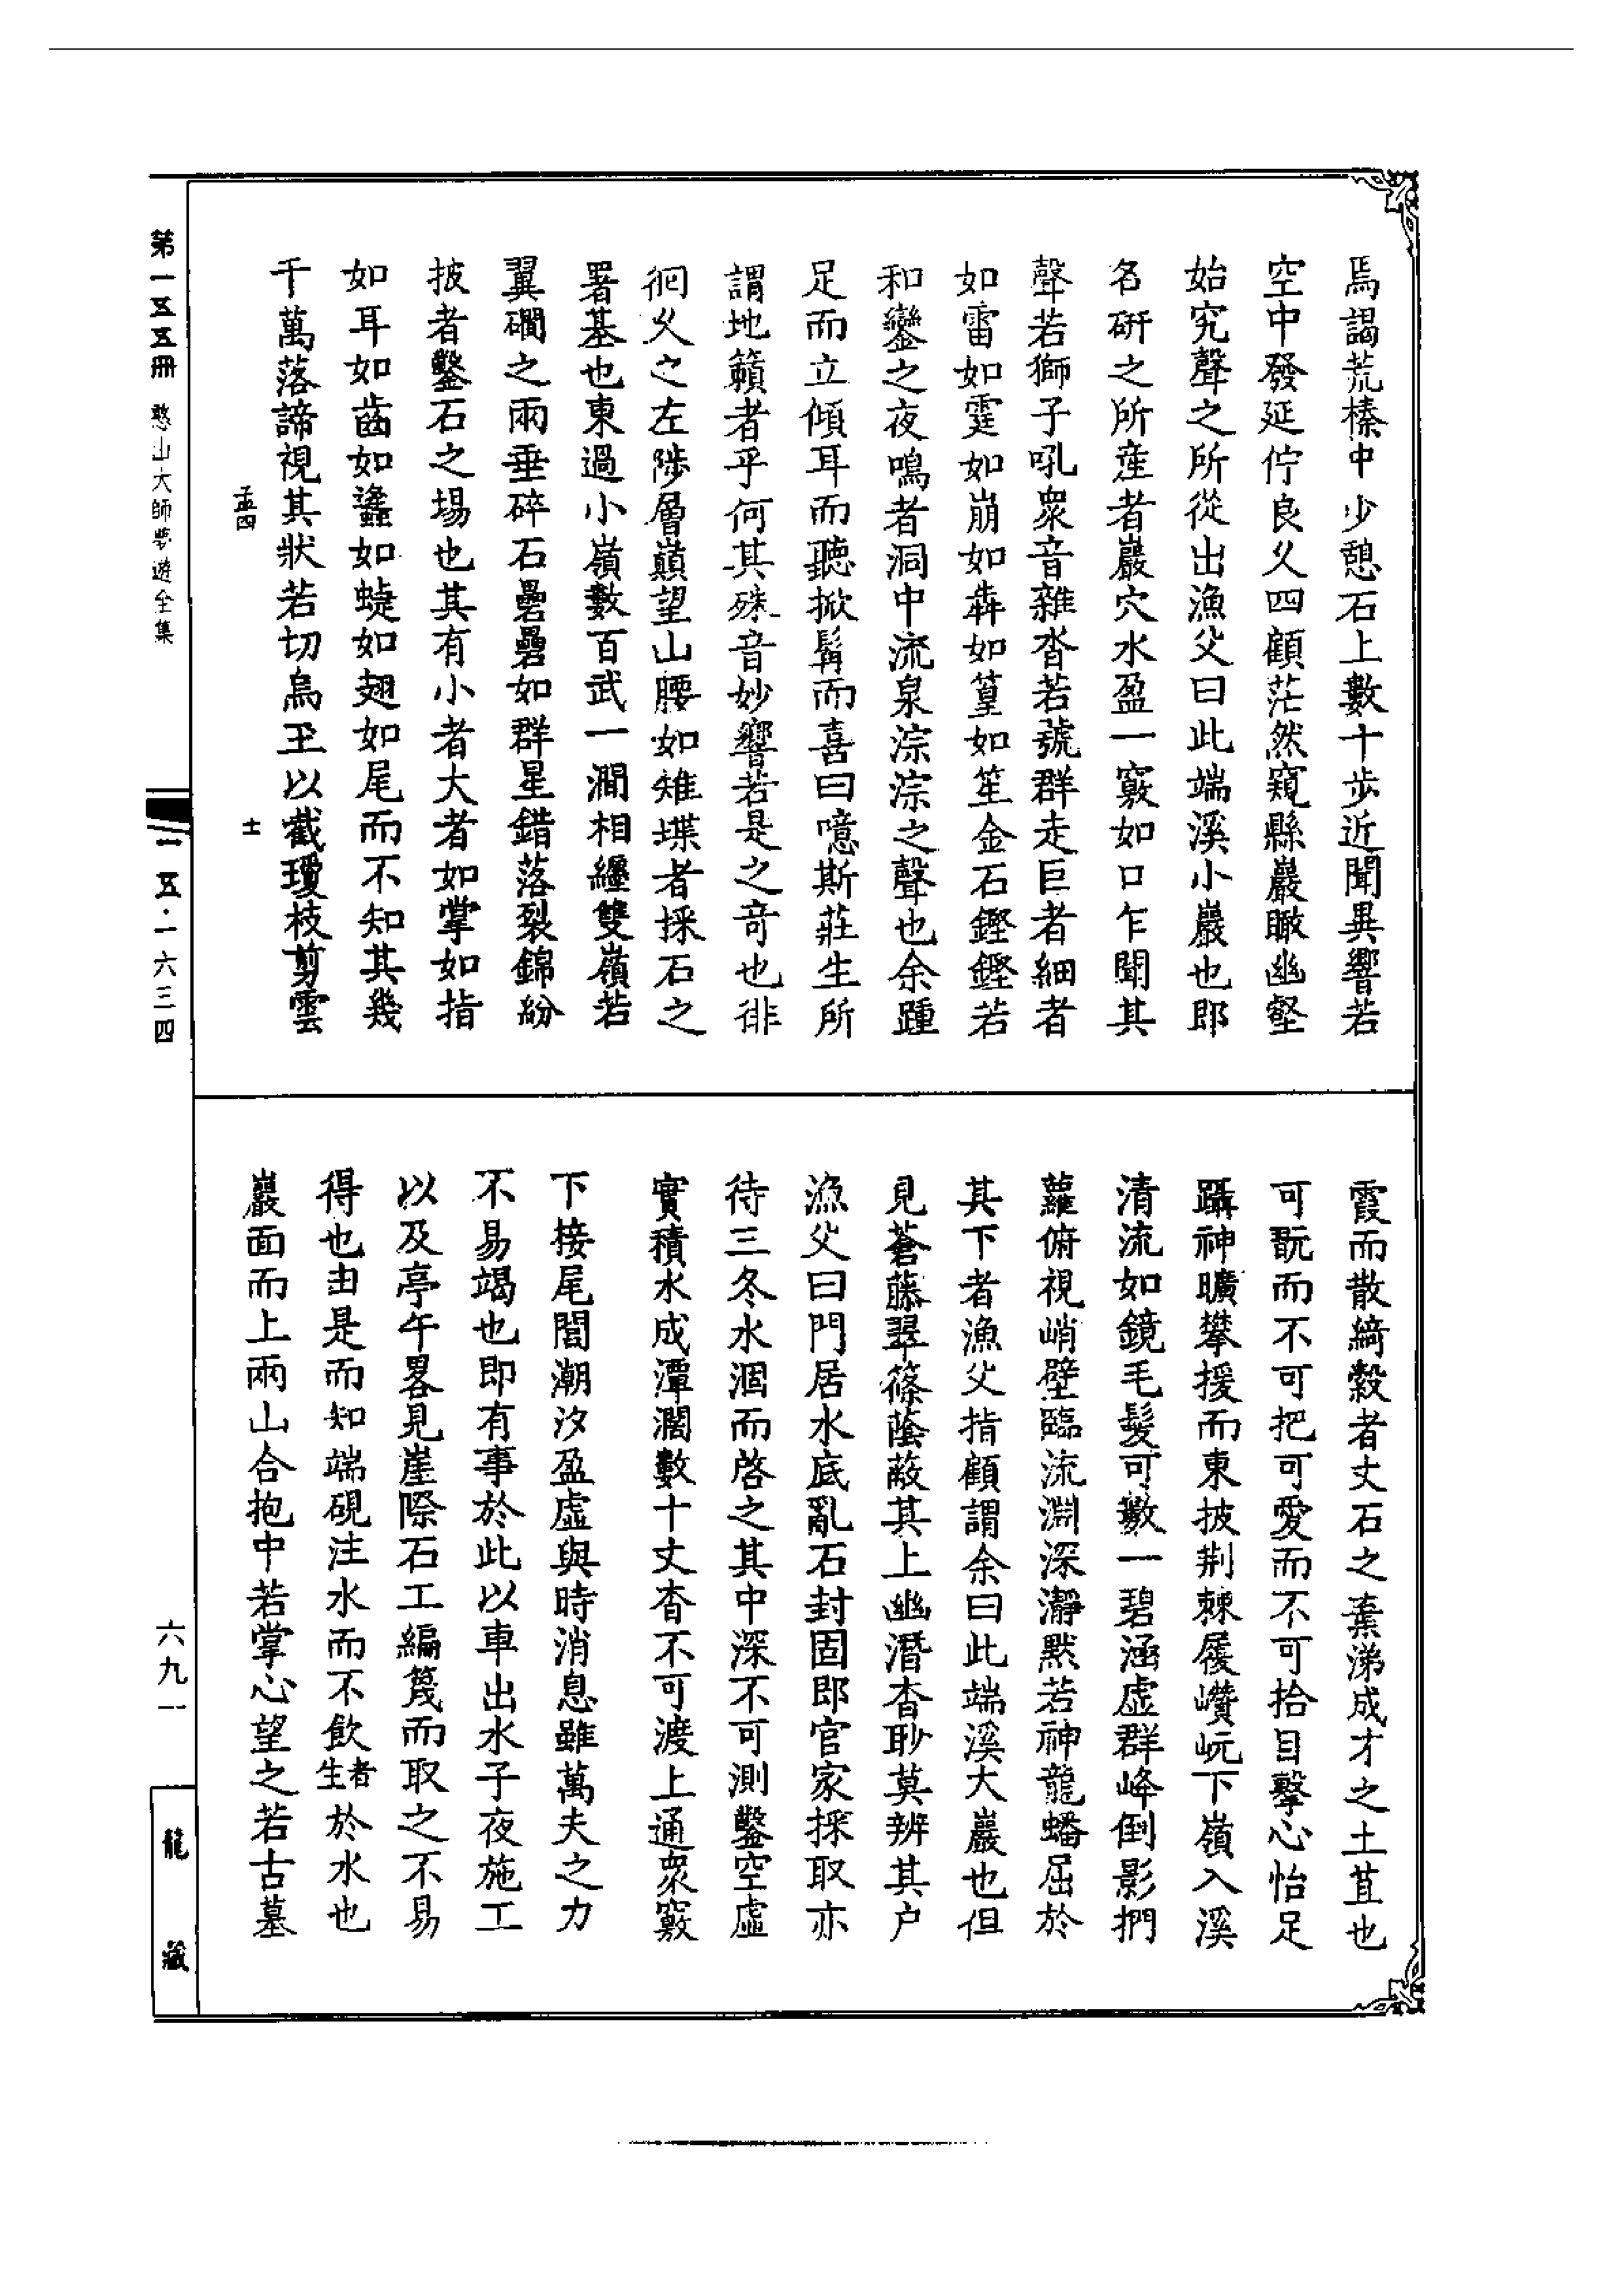 焉謁荒榛中少憩石上數十步近聞異響若
空中發延佇良久四顧茫然窺縣巖瞰幽壑
始究聲之所從出漁父曰此端溪小巖也即
名硏之所産者巖穴水盈一竅如口乍聞其
聲若獅子吼衆音雜沓若號群走巨者細者
如雷如霆如崩如犇如篁如笙金石鏗鏗若
和鑾之夜鳴者洞中流泉淙淙之聲也余踵
足而立傾耳而聽掀髯而喜曰噫斯莊生所
謂地籟者乎何其殊音妙響若是之奇也徘
徊久之左陟層巔望山腰如雉堞者採石之
署基也東過小嶺數百武一澗相纏雙嶺若
翼磵之兩垂碎石礨礨如群星錯落裂錦紛
披者鑿石之場也其有小者大者如掌如指
如耳如齒如蠡如蜨如翅如尾而不知其幾
千萬落諦視其狀若切烏玉以截瓊枝剪雲
霞而散綺縠者丈石之棄涕成才之土苴也
可翫而不可把可愛而不可拾目擊心怡足
躡神曠攀援而東披荆棘履巑岏下嶺入溪
清流如鏡毛髮可數一碧涵虛群峰倒影捫
蘿俯視峭壁臨流淵深瀞默若神龍蟠屈於
其下者漁父指顧謂余曰此端溪大巖也但
見蒼藤翠篠蔭蔽其上幽潛杳眇莫辨其户
漁父曰門居水底亂石封固即官家採取亦
待三冬水涸而啓之其中深不可測鑿空虛
實積水成潭濶數十丈杳不可渡上通衆竅
下接尾閭潮汐盈虛與時消息雖萬夫之力
不易竭也即有事於此以車出水子夜施工
以及亭午畧見崖際石工編篾而取之不易
得也由是而知端硯注水而不飲者生於水也
巖面而上兩山合抱中若掌心望之若古墓
第一五五冊　憨山大師夢遊全集
孟四　十一
一一五·一六三四
六九一
龍藏